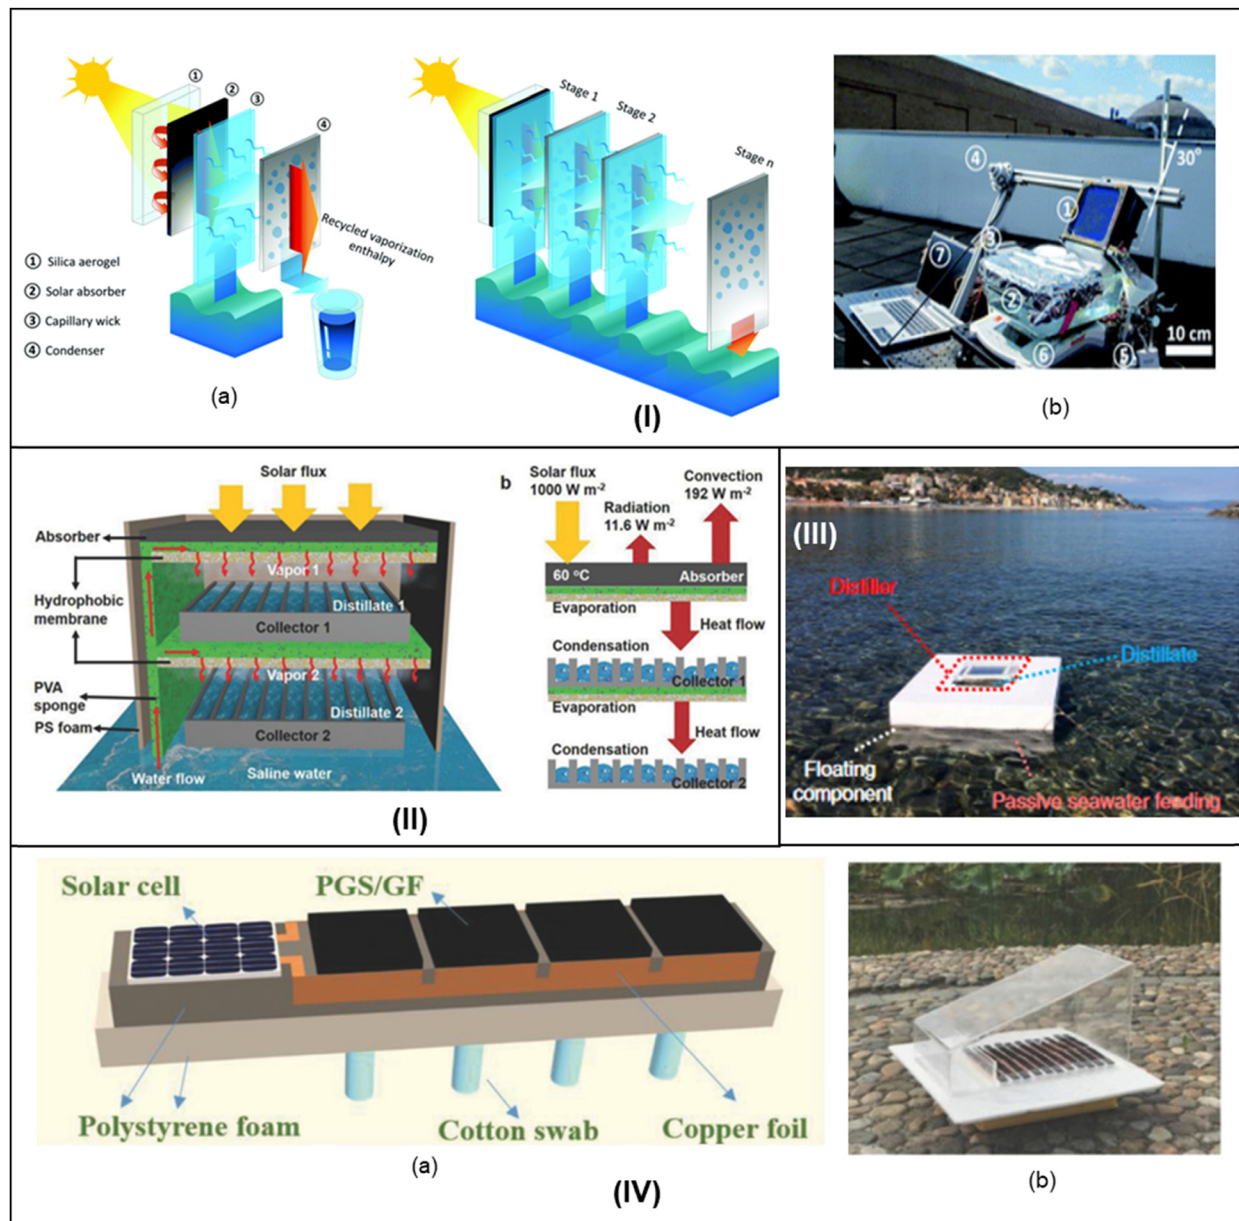 ①
②
③
④
Recycled vaporization
enthalpy
① Silica aerogel
② Solar absorber
③ Capillary wick
④ Condenser
(a)
Stage 1
Stage 2
Stage n
(I)
④
30°
①
③
⑦
②
⑥
⑤
10 cm
(b)
Solar flux
Absorber
Vapor 1
Hydrophobic
membrane
Distillate 1
Collector 1
Vapor 2
PVA
sponge
Distillate 2
PS foam
Collector 2
Water flow
Saline water
b
Solar flux
1000 W m-2
Convection
192 W m-2
Radiation
11.6 W m-2
60 oC
Absorber
Evaporation
Heat flow
Condensation
Collector 1
Evaporation
Heat flow
Condensation
Collector 2
(II)
(III)
Distiller
Distillate
Floating
component
Passive seawater feeding
Solar cell
PGS/GF
Polystyrene foam
Cotton swab
Copper foil
(a)
(b)
(IV)